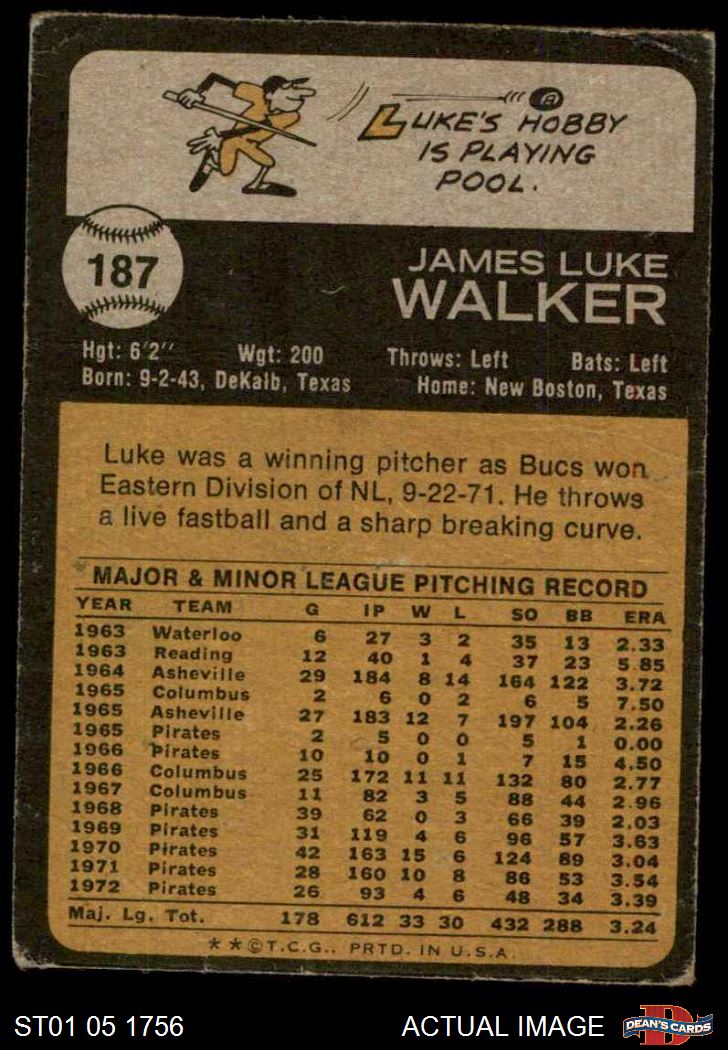 LUKE'S HOBBY
IS PLAYING
POOL.
187
JAMES LUKE
WALKER
Hgt: 6'2" Wgt: 200 Throws: Left Bats: Left
Born: 9-2-43, DeKalb, Texas Home: New Boston, Texas
Luke was a winning pitcher as Bucs won
Eastern Division of NL, 9-22-71. He throws
a live fastball and a sharp breaking curve.
MAJOR & MINOR LEAGUE PITCHING RECORD
YEAR TEAM G IP W L SO BB ERA
1963 Waterloo 6 27 3 2 35 13 2.33
1963 Reading 12 40 1 4 37 23 5.85
1964 Asheville 29 184 8 14 164 122 3.72
1965 Columbus 2 6 0 2 6 5 7.50
1965 Asheville 27 183 12 7 197 104 2.26
1965 Pirates 2 5 0 0 5 1 0.00
1966 Pirates 10 10 0 1 7 15 4.50
1966 Columbus 25 172 11 11 132 80 2.77
1967 Columbus 11 82 3 5 88 44 2.96
1968 Pirates 39 62 0 3 66 39 2.03
1969 Pirates 31 119 4 6 96 57 3.63
1970 Pirates 42 163 15 6 124 89 3.04
1971 Pirates 28 160 10 8 86 53 3.54
1972 Pirates 26 93 4 6 48 34 3.39
Maj. Lg. Tot. 178 612 33 30 432 288 3.24
**©T.C.G., PRTD. IN U.S.A.
ST01 05 1756 ACTUAL IMAGE
D
DEAN'S CARDS